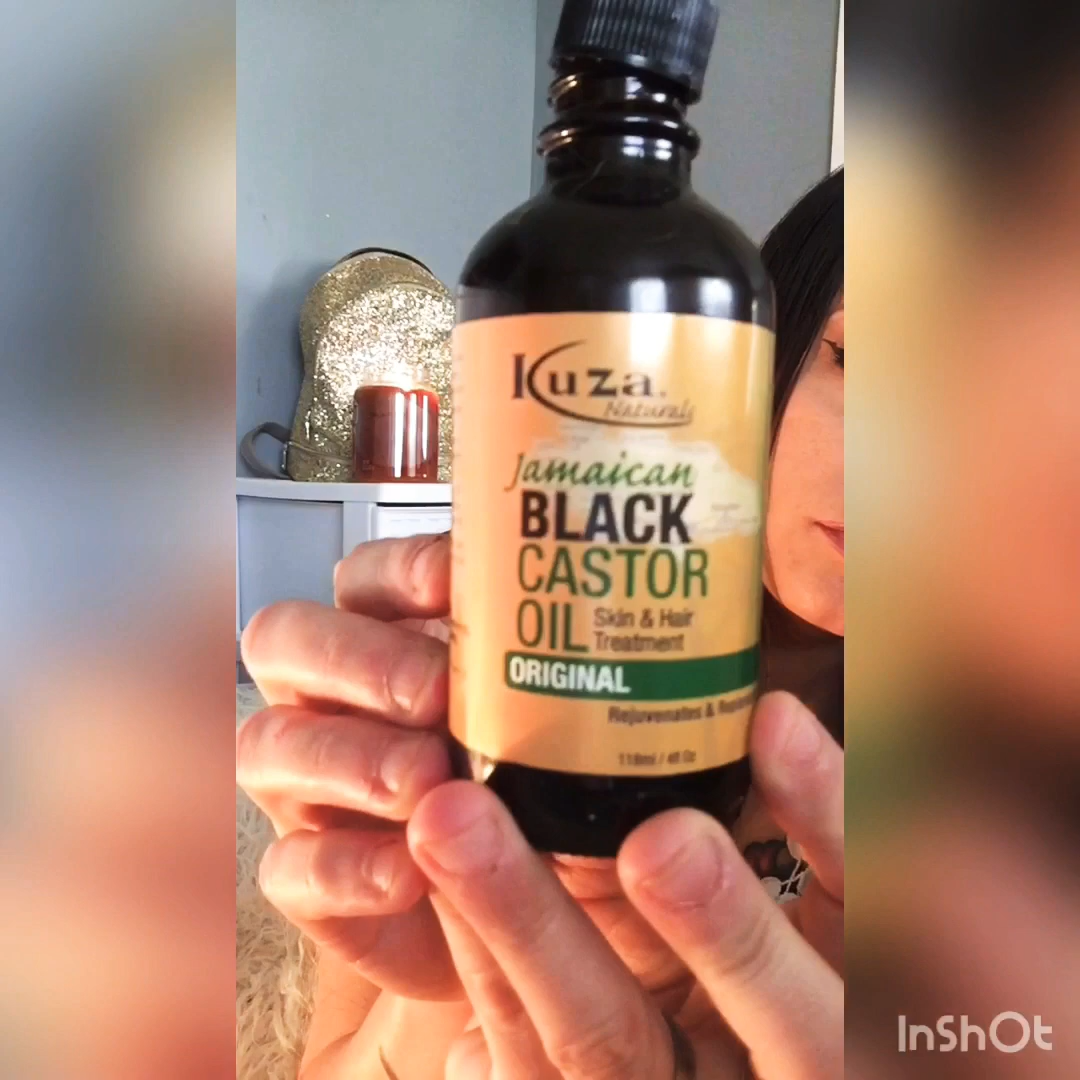 Kuza.
Naturals
Jamaican
BLACK
CASTOR
OIL Skin & Hair
Treatment
ORIGINAL
Rejuvenates &
118ml / 4fl Oz
InShOt